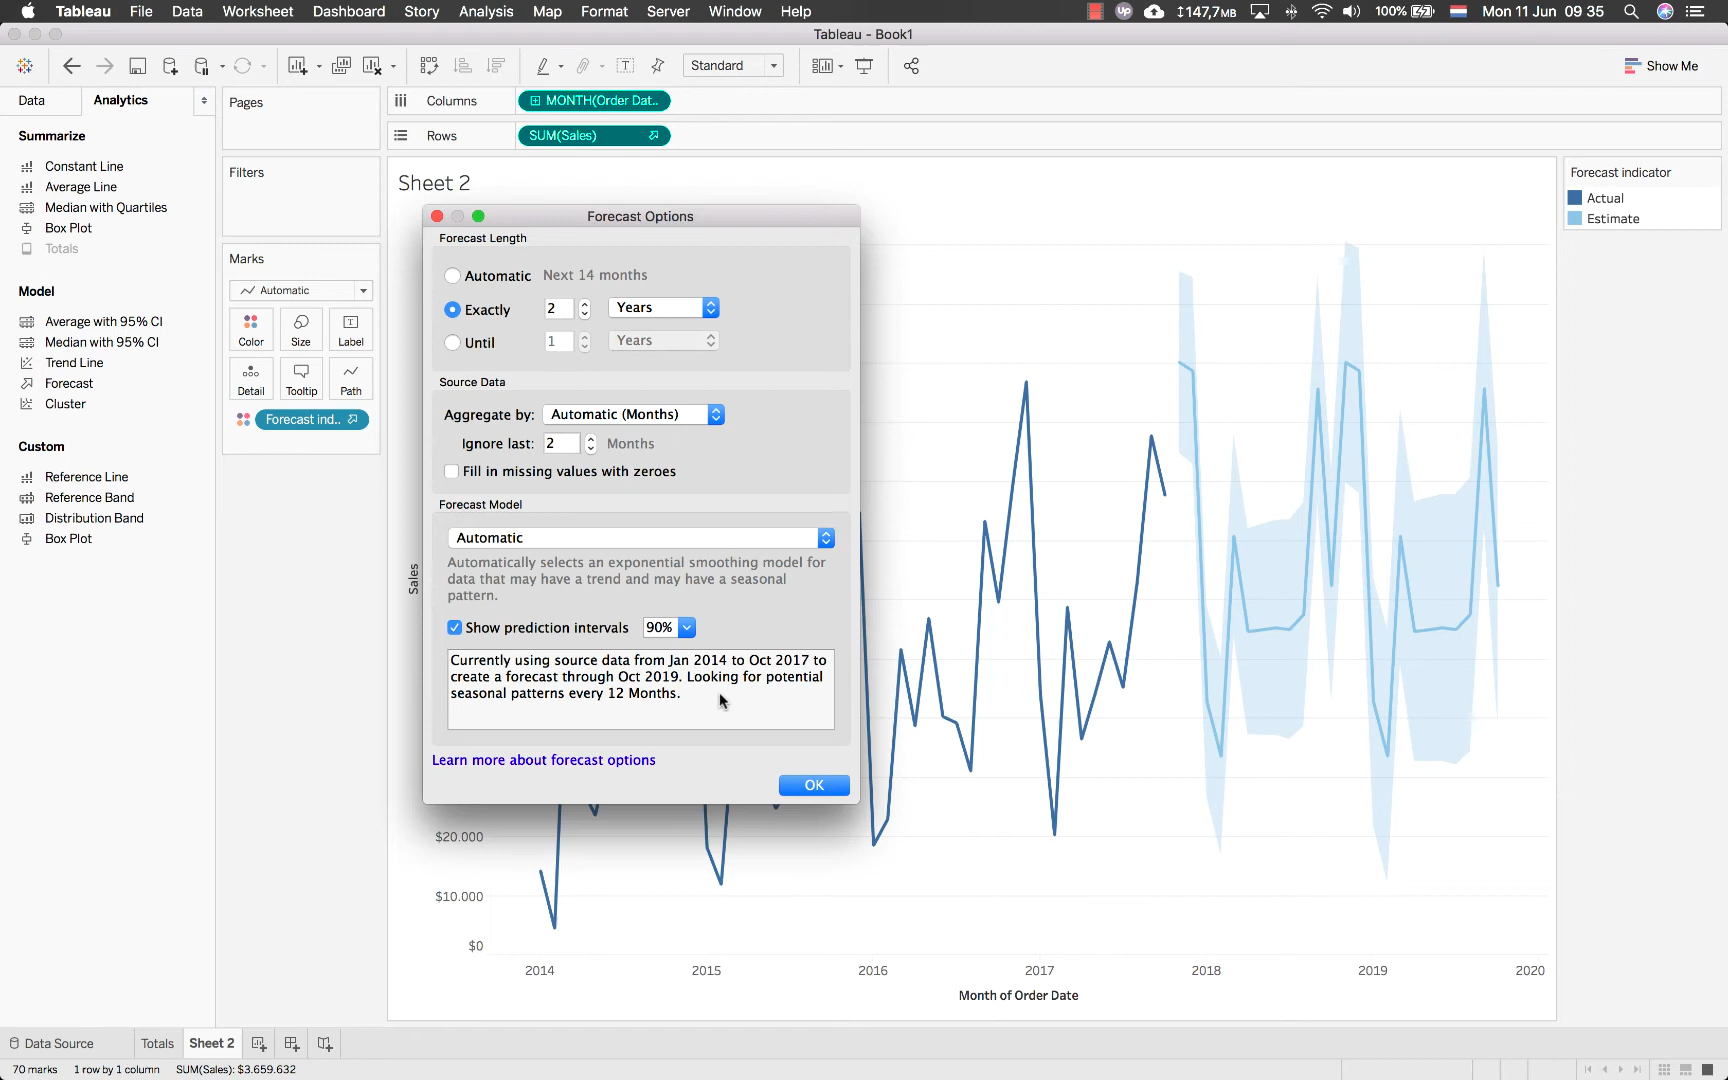 Tableau File Data Worksheet Dashboard Story Analysis Map Format Server Window Help
UP 147,7MB 100% Mon 11 Jun 09 35
Tableau - Book1
Standard
Show Me
Data Analytics
Summarize
Constant Line
Average Line
Median with Quartiles
Box Plot
Totals
Model
Average with 95% CI
Median with 95% CI
Trend Line
Forecast
Cluster
Custom
Reference Line
Reference Band
Distribution Band
Box Plot
Pages
Filters
Marks
Automatic
Color Size Label
Detail Tooltip Path
Forecast ind..
Columns MONTH(Order Dat..
Rows SUM(Sales)
Sheet 2
Forecast Options
Forecast Length
Automatic Next 14 months
Exactly 2 Years
Until 1 Years
Source Data
Aggregate by: Automatic (Months)
Ignore last: 2 Months
Fill in missing values with zeroes
Forecast Model
Automatic
Automatically selects an exponential smoothing model for
data that may have a trend and may have a seasonal
pattern.
Show prediction intervals 90%
Currently using source data from Jan 2014 to Oct 2017 to
create a forecast through Oct 2019. Looking for potential
seasonal patterns every 12 Months.
Learn more about forecast options
OK
Sales
$20.000
$10.000
$0
2014 2015 2016 2017 2018 2019 2020
Month of Order Date
Forecast indicator
Actual
Estimate
Data Source Totals Sheet 2
70 marks 1 row by 1 column SUM(Sales): $3.659.632